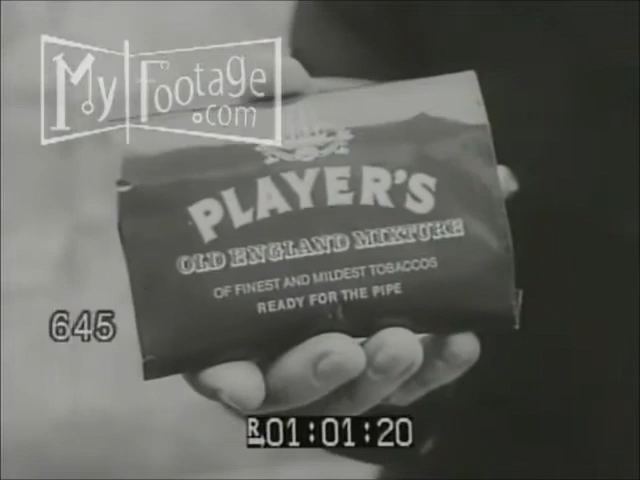 My Footage
.com
PLAYER'S
OLD ENGLAND MIXTURE
OF FINEST AND MILDEST TOBACCOS
READY FOR THE PIPE
645
R 01:01:20